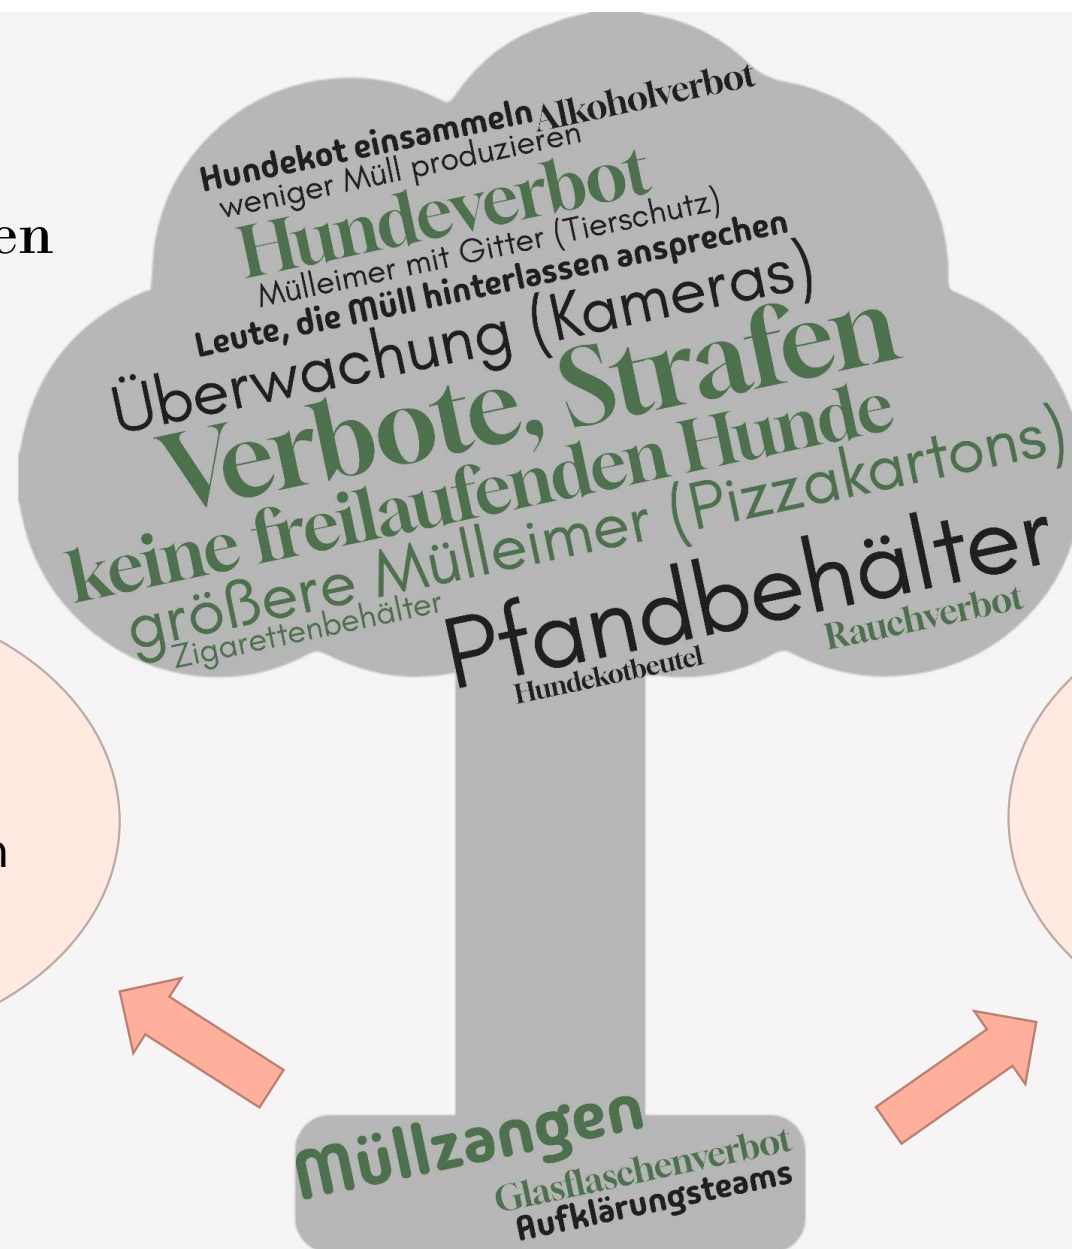 Hundekot einsammeln
Alkoholverbot
weniger Müll produzieren
Hundeverbot
Mülleimer mit Gitter (Tierschutz)
Leute, die Müll hinterlassen ansprechen
Überwachung (Kameras)
Verbote, Strafen
keine freilaufenden Hunde
größere Mülleimer (Pizzakartons)
Zigarettenbehälter
Pfandbehälter
Rauchverbot
Hundekotbeutel
Müllzangen
Glasflaschenverbot
Aufklärungsteams